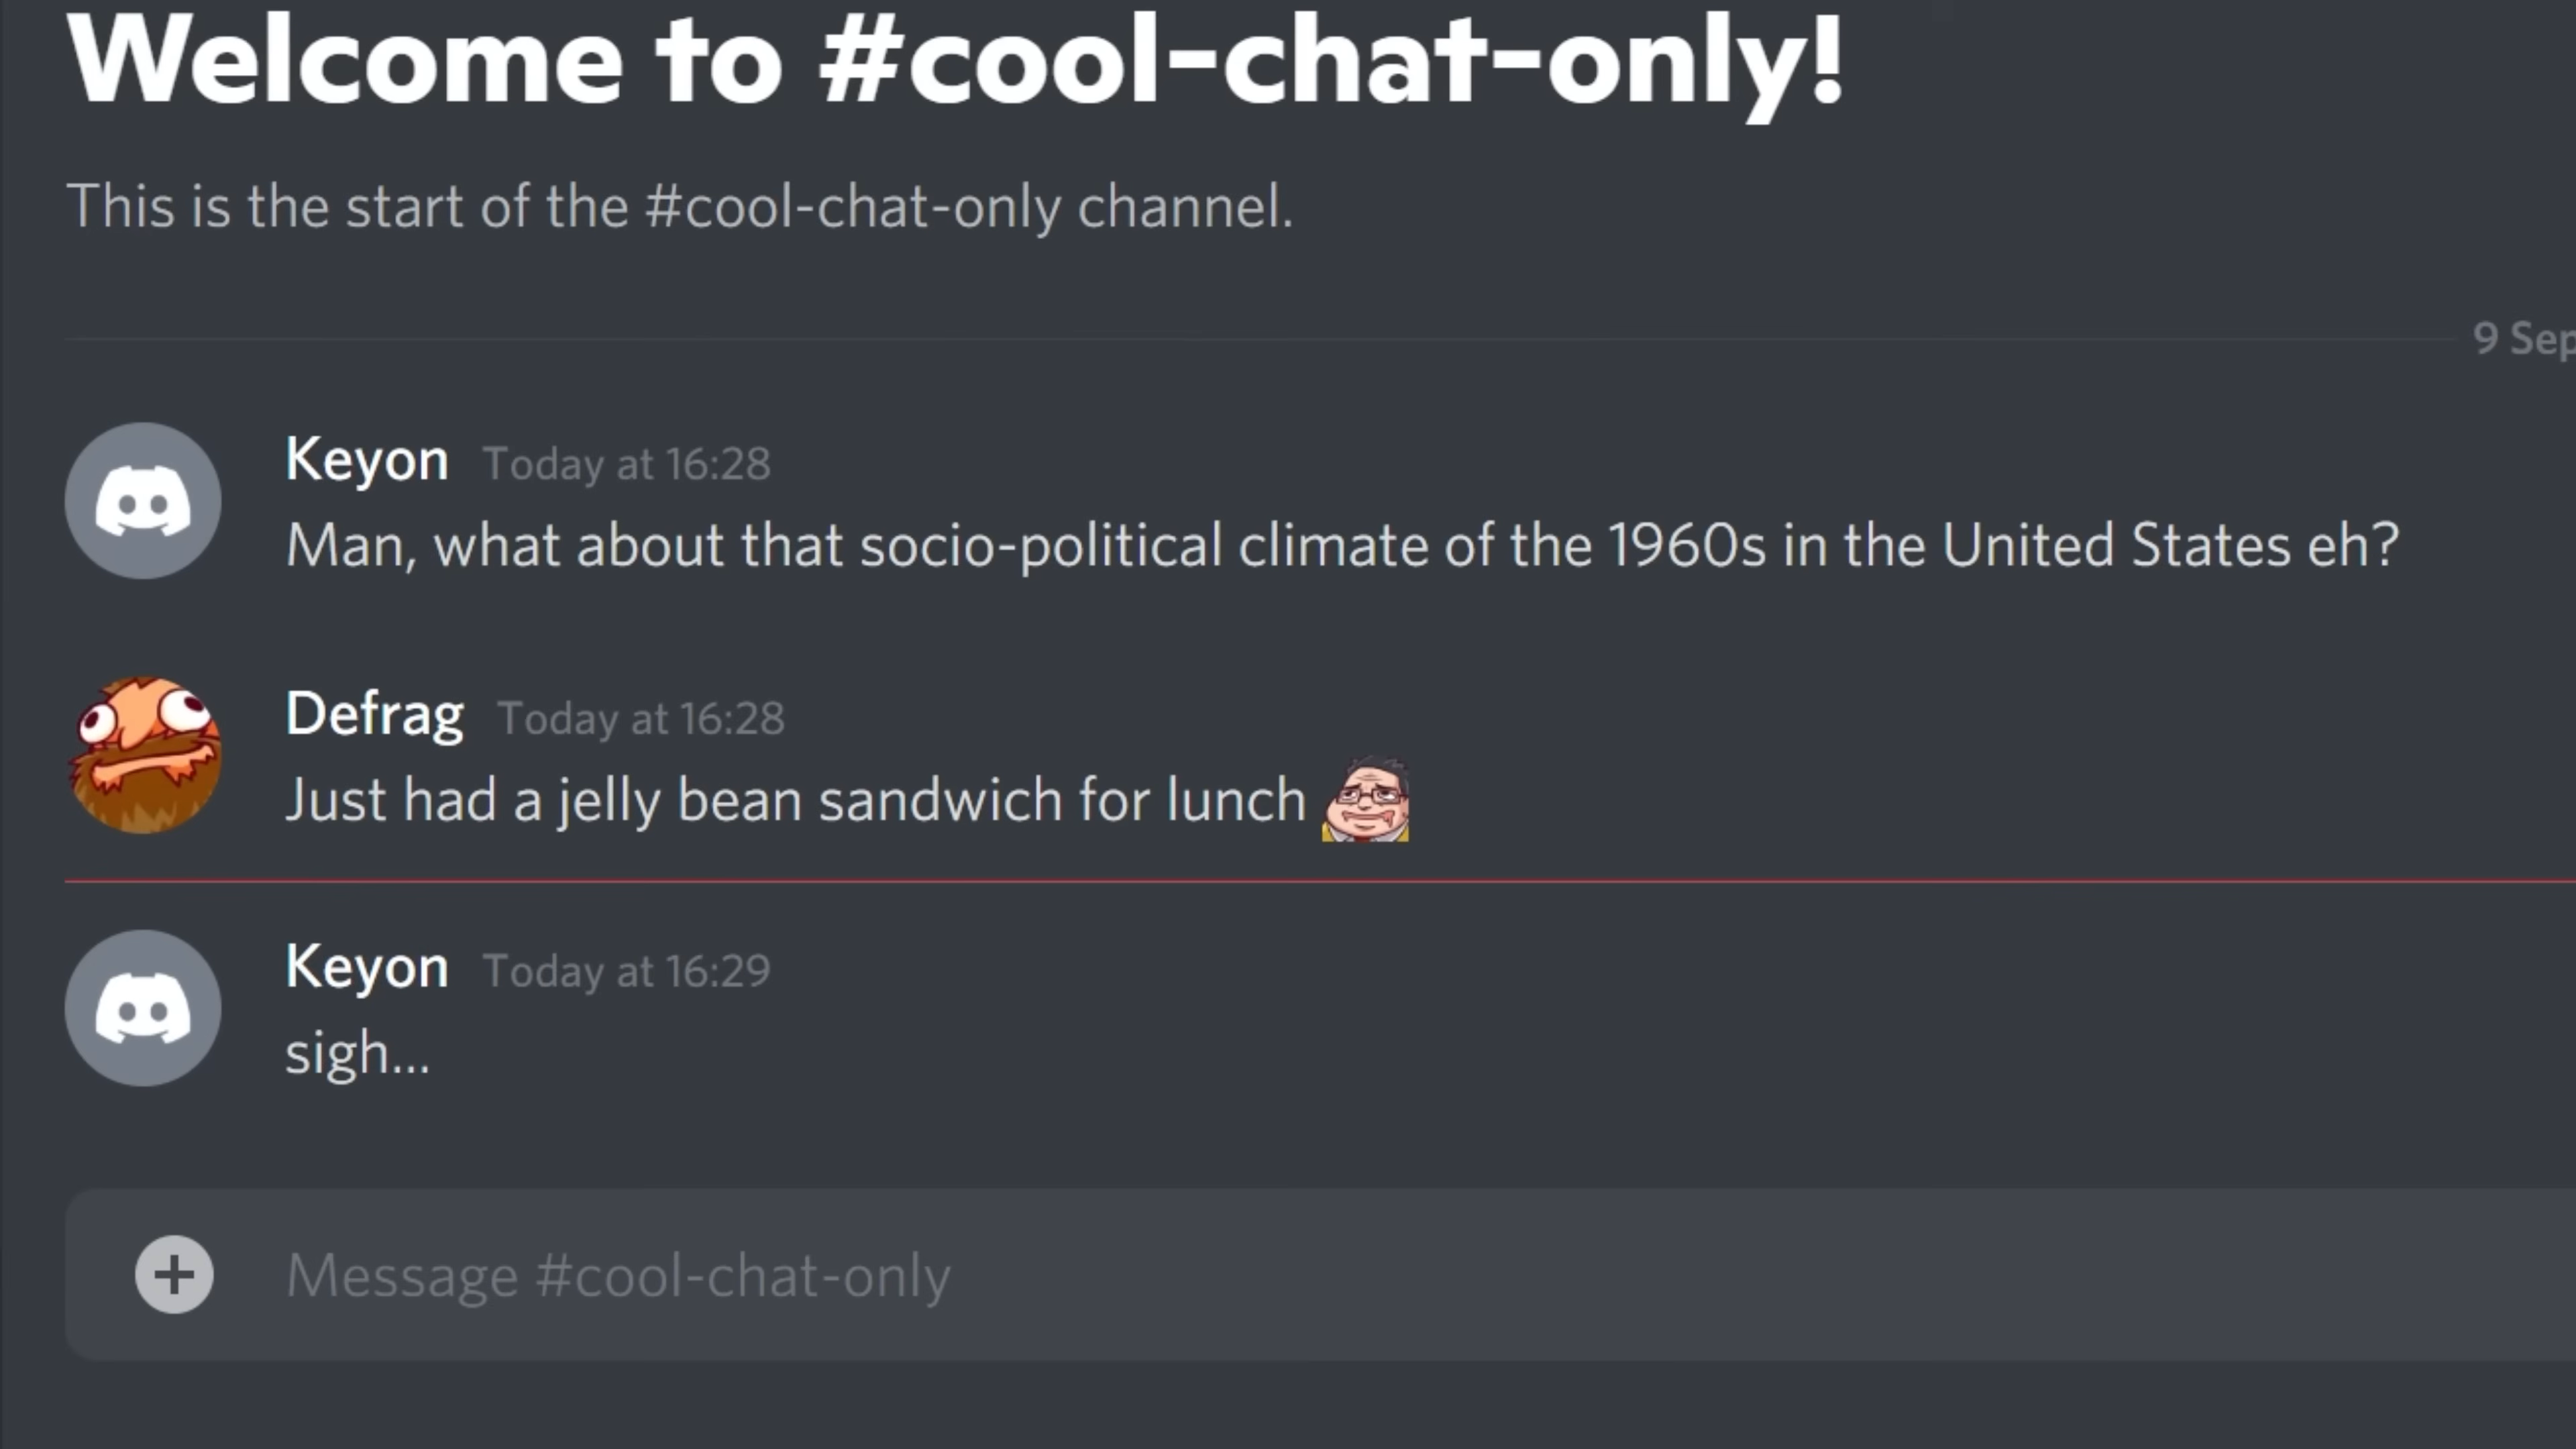 Welcome to #cool-chat-only!
This is the start of the #cool-chat-only channel.
9 Sep
Keyon Today at 16:28
Man, what about that socio-political climate of the 1960s in the United States eh?
Defrag Today at 16:28
Just had a jelly bean sandwich for lunch
Keyon Today at 16:29
sigh...
Message #cool-chat-only